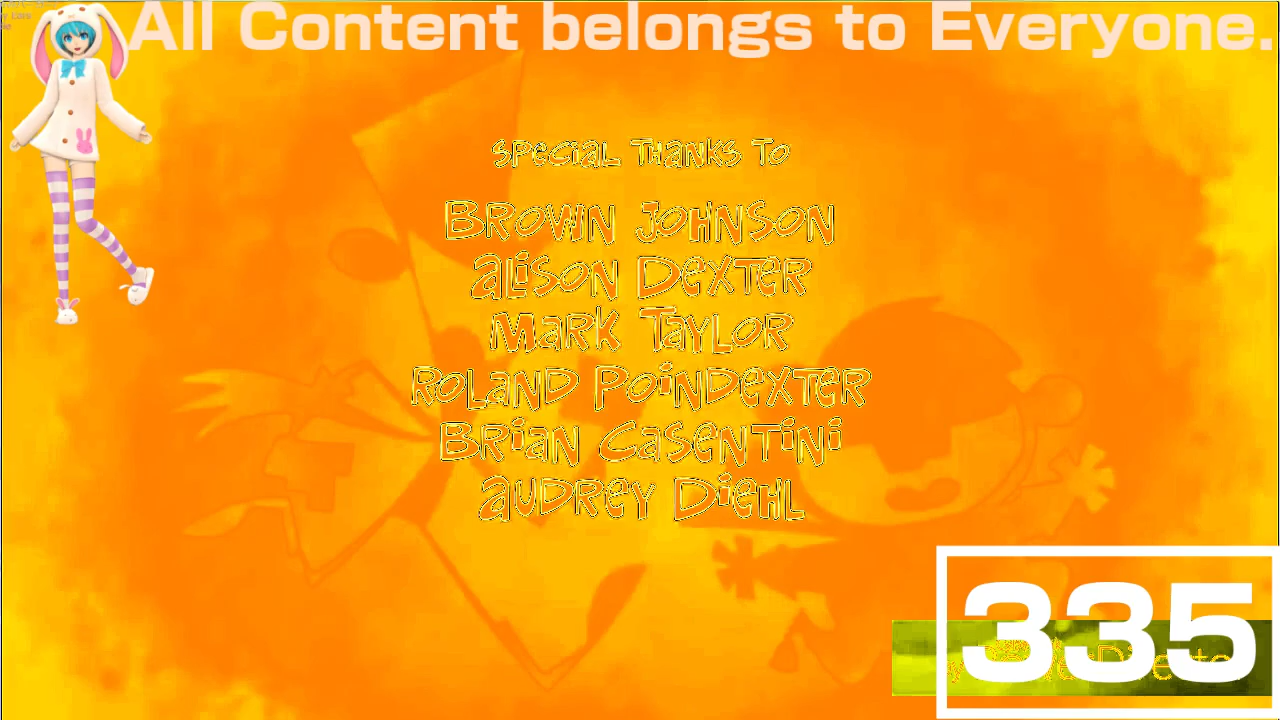 All Content belongs to Everyone.
SPECiaL THaNKS To
BROWN JOHNSON
aLiSON DeXTeR
MaRK TaYLOR
ROLaND PoiNDeXTeR
BRiaN CaSeNTiNi
auDReY DieHL
335